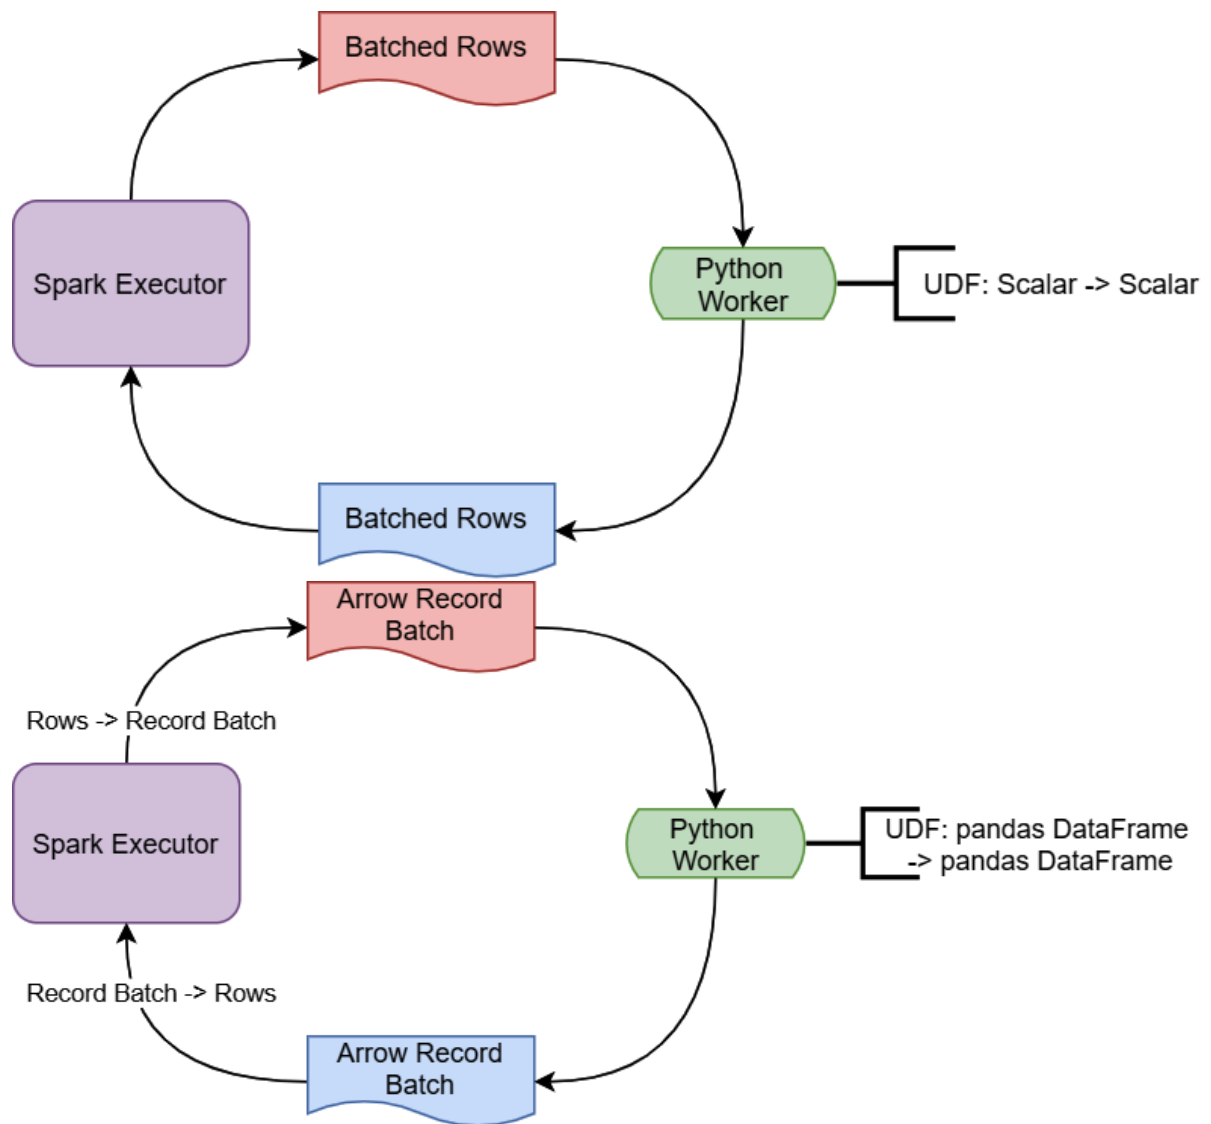 Batched Rows
Spark Executor
Python
Worker
UDF: Scalar -> Scalar
Batched Rows
Arrow Record
Batch
Rows -> Record Batch
Spark Executor
Python
Worker
UDF: pandas DataFrame
-> pandas DataFrame
Record Batch -> Rows
Arrow Record
Batch